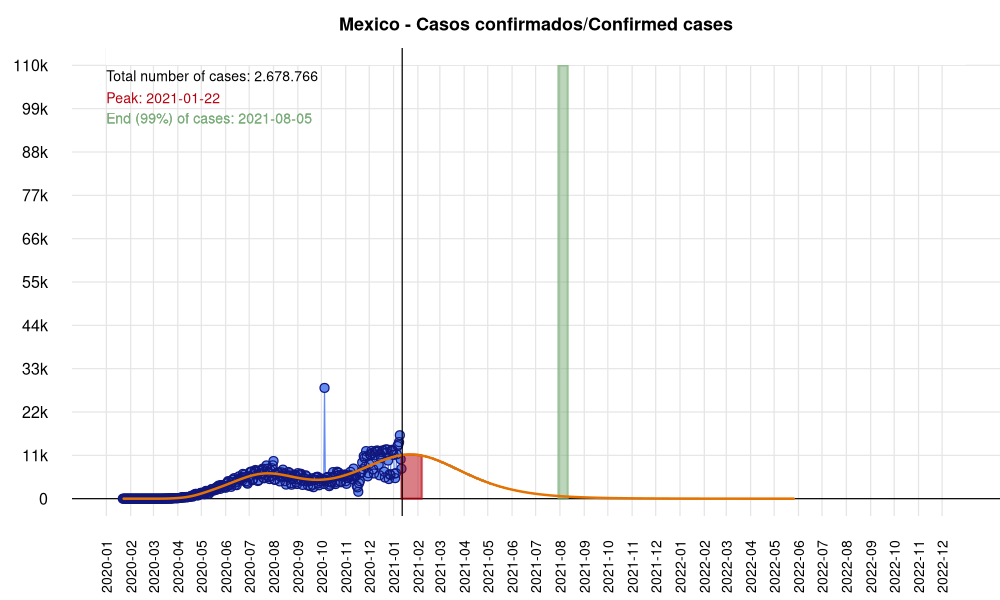 Mexico - Casos confirmados/Confirmed cases
Total number of cases: 2.678.766
Peak: 2021-01-22
End (99%) of cases: 2021-08-05
110k
99k
88k
77k
66k
55k
44k
33k
22k
11k
0
2020-01
2020-02
2020-03
2020-04
2020-05
2020-06
2020-07
2020-08
2020-09
2020-10
2020-11
2020-12
2021-01
2021-02
2021-03
2021-04
2021-05
2021-06
2021-07
2021-08
2021-09
2021-10
2021-11
2021-12
2022-01
2022-02
2022-03
2022-04
2022-05
2022-06
2022-07
2022-08
2022-09
2022-10
2022-11
2022-12